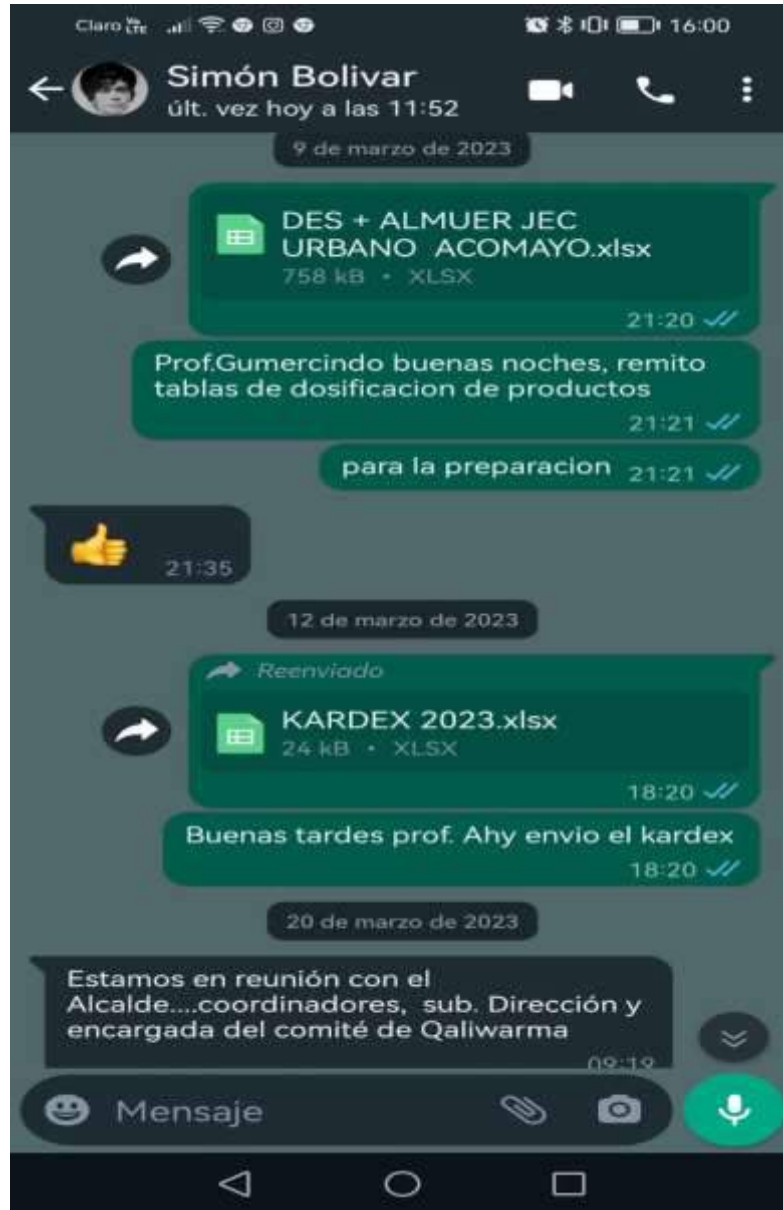 Claro 16:00
Simón Bolivar
últ. vez hoy a las 11:52
9 de marzo de 2023
DES + ALMUER JEC
URBANO ACOMAYO.xlsx
758 kB • XLSX
21:20
Prof.Gumercindo buenas noches, remito
tablas de dosificacion de productos
21:21
para la preparacion 21:21
21:35
12 de marzo de 2023
Reenviado
KARDEX 2023.xlsx
24 kB • XLSX
18:20
Buenas tardes prof. Ahy envio el kardex
18:20
20 de marzo de 2023
Estamos en reunión con el
Alcalde....coordinadores, sub. Dirección y
encargada del comité de Qaliwarma
09:19
Mensaje